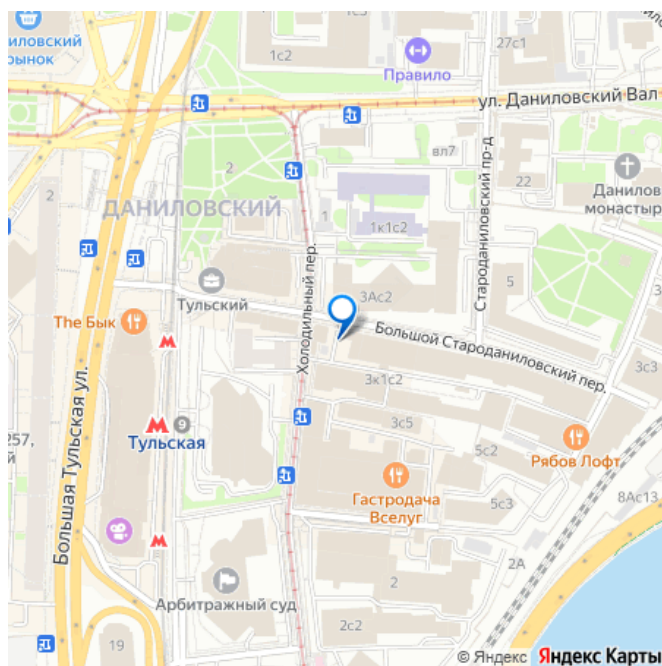 1с2
27с1
иловский
рынок
Правило
ул. Даниловский Вал
вл7
2
Староданиловский пр-д
22
Данилов
монастыр
2
ДАНИЛОВСКИЙ
1
1к1с2
Холодильный пер.
5
Тульский
3Ас2
The Бык
Большой Староданиловский пер.
3с3
3к1с2
Большая Тульская ул.
9
Тульская
257,
й
3с5
5с2
Рябов Лофт
Гастродача
Вселуг
5с3
8Ас13
2А
Арбитражный суд
2
2с2
19
© Яндекс Яндекс Карты